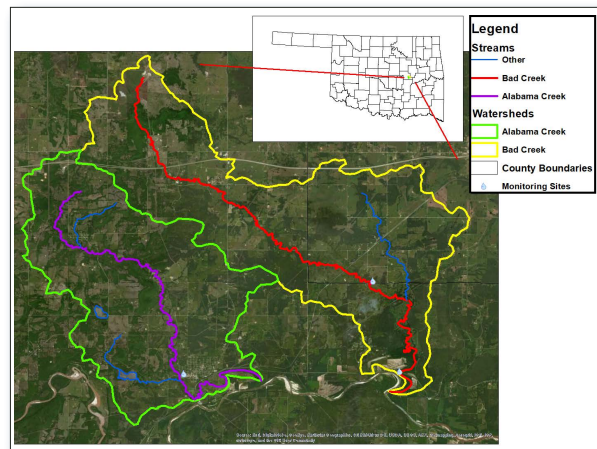 Legend
Streams
Other
Bad Creek
Alabama Creek
Watersheds
Alabama Creek
Bad Creek
County Boundaries
Monitoring Sites